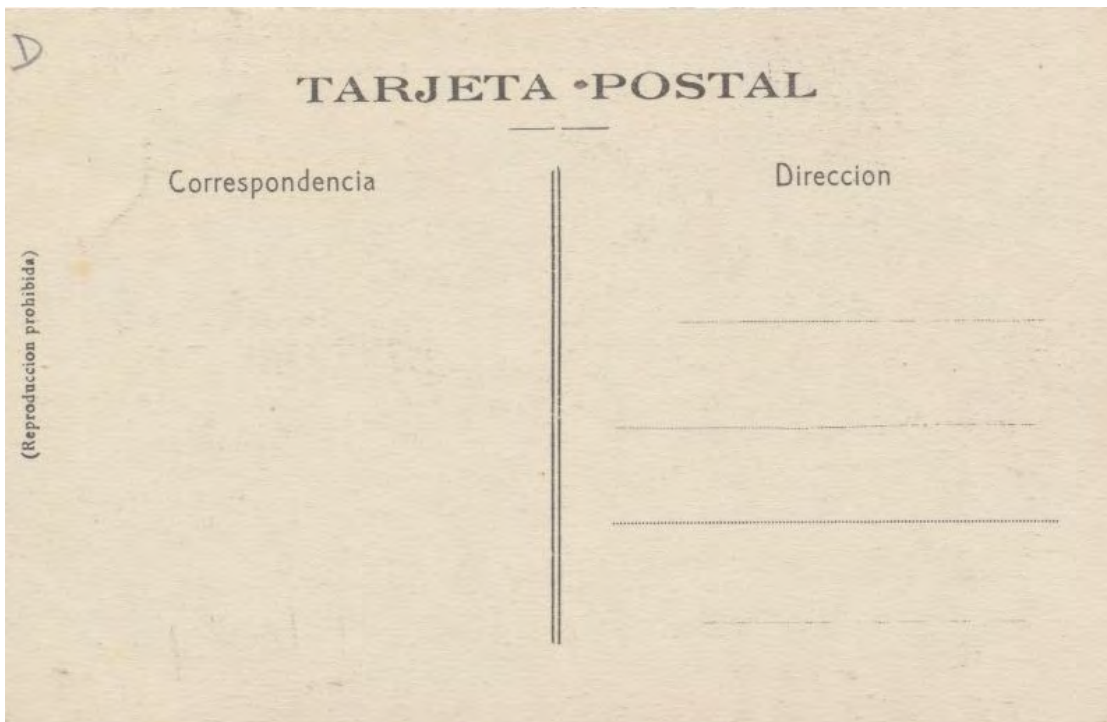 D
TARJETA • POSTAL
Correspondencia
Direccion
(Reproduccion prohibida)